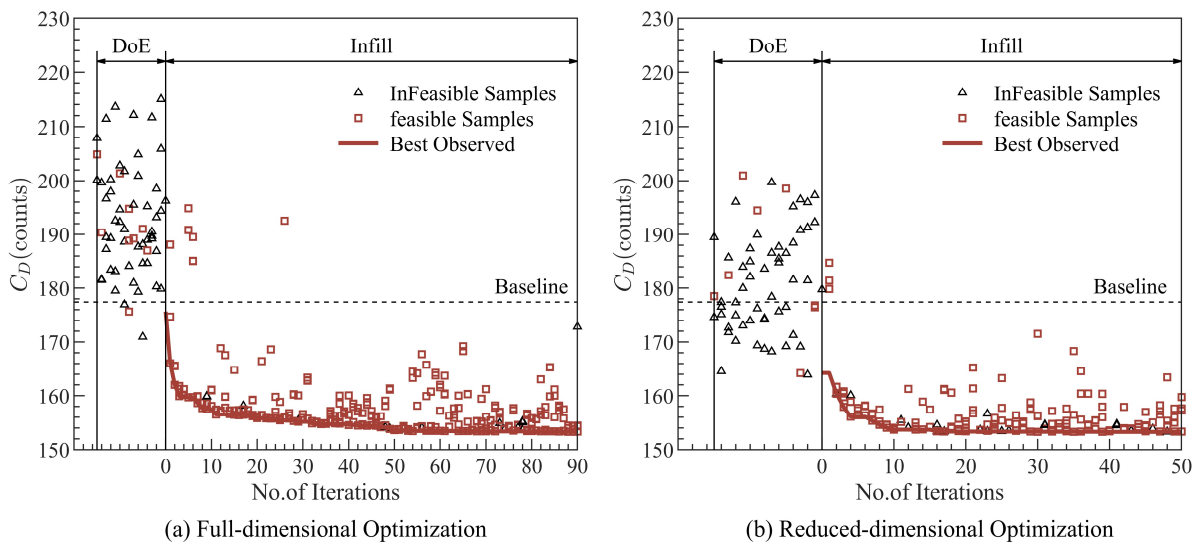 230
220
210
200
190
180
170
160
150
C_D (counts)
DoE
Infill
InFeasible Samples
feasible Samples
Best Observed
Baseline
0
10
20
30
40
50
60
70
80
90
No.of Iterations
(a) Full-dimensional Optimization
230
220
210
200
190
180
170
160
150
C_D (counts)
DoE
Infill
InFeasible Samples
feasible Samples
Best Observed
Baseline
0
10
20
30
40
50
No.of Iterations
(b) Reduced-dimensional Optimization